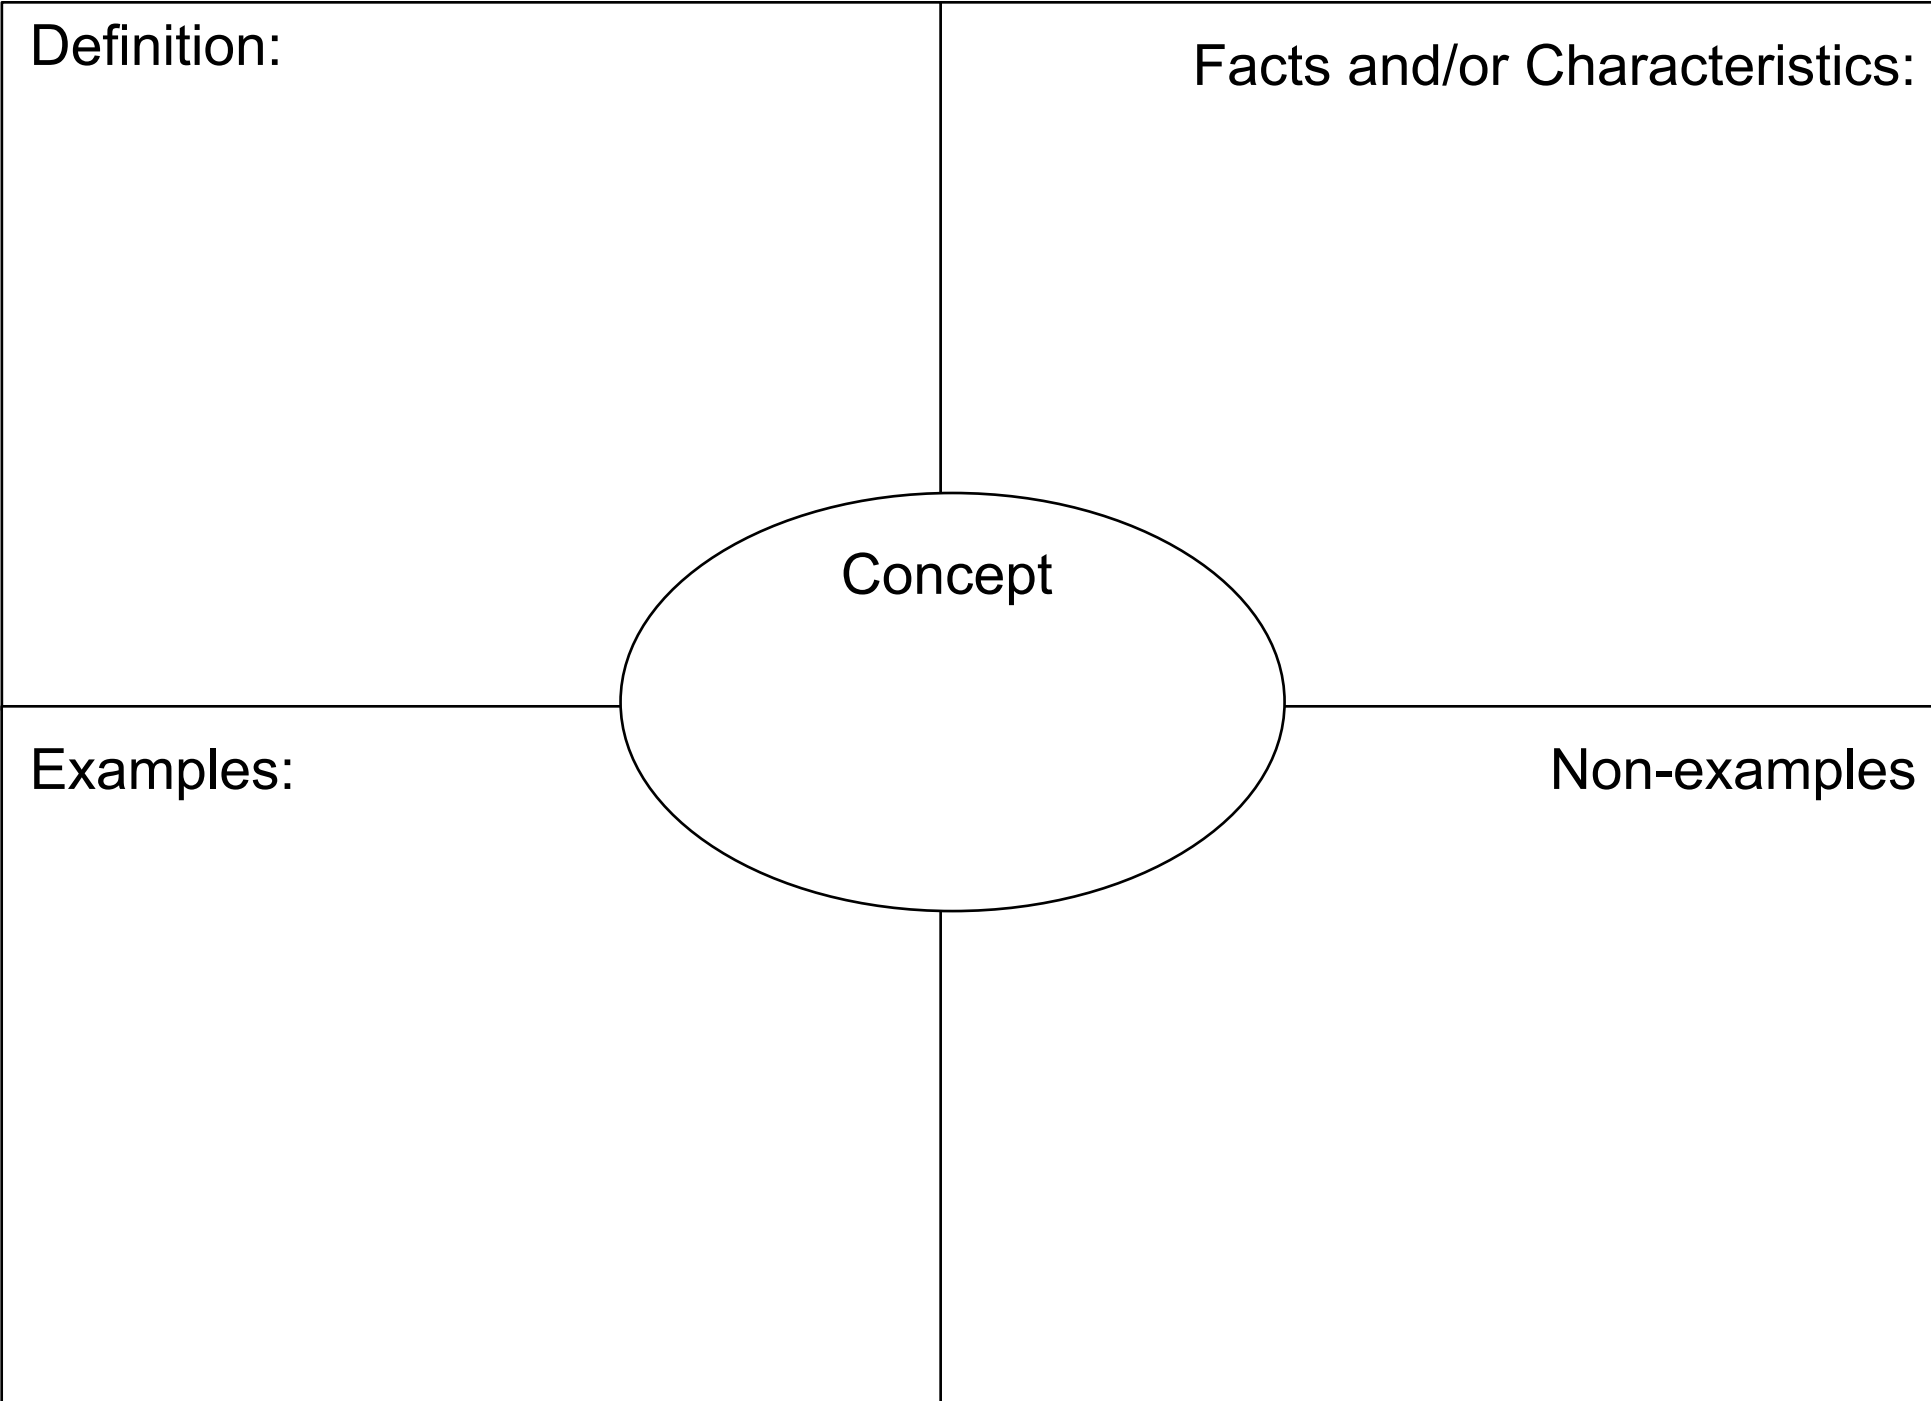 Definition:
Facts and/or Characteristics:
Concept
Examples:
Non-examples